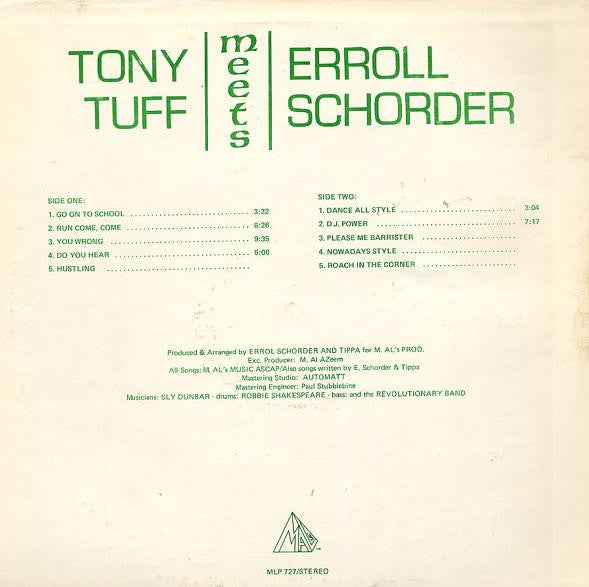 TONY TUFF
meets
ERROLL SCHORDER
SIDE ONE:
1. GO ON TO SCHOOL ............................ 3:22
2. RUN COME, COME ............................ 6:26
3. YOU WRONG ................................ 9:35
4. DO YOU HEAR ............................... 5:00
5. HUSTLING .................................
SIDE TWO:
1. DANCE ALL STYLE ........................... 3:04
2. D.J. POWER ................................. 7:17
3. PLEASE ME BARRISTER ......................
4. NOWADAYS STYLE ...........................
5. ROACH IN THE CORNER ......................
Produced & Arranged by ERROL SCHORDER AND TIPPA for M. AL's PROD.
Exc. Producer: M. Al AZeem
All Songs; M. AL's MUSIC ASCAP/Also songs written by E. Schorder & Tippa
Mastering Studio: AUTOMATT
Mastering Engineer: Paul Stubblebine
Musicians: SLY DUNBAR - drums: ROBBIE SHAKESPEARE - bass: and the REVOLUTIONARY BAND
MLP 727/STEREO